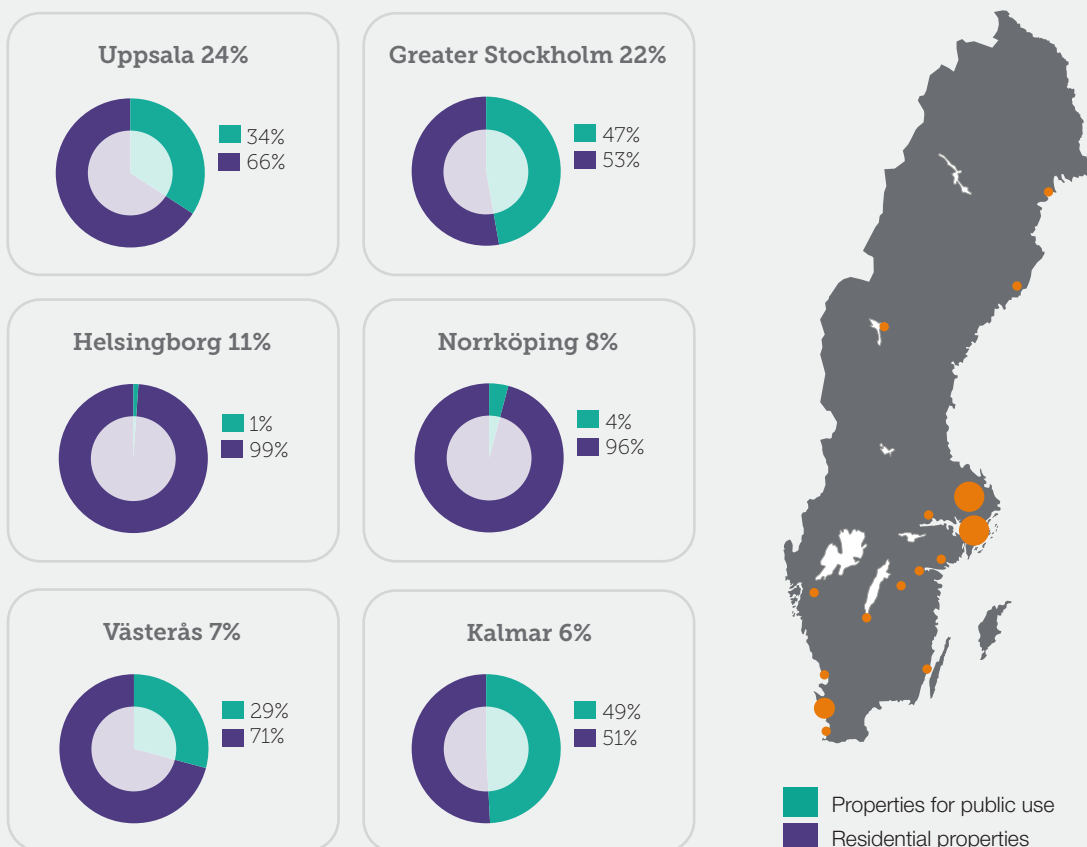 Uppsala 24%
34%
66%
Greater Stockholm 22%
47%
53%
Helsingborg 11%
1%
99%
Norrköping 8%
4%
96%
Västerås 7%
29%
71%
Kalmar 6%
49%
51%
Properties for public use
Residential properties